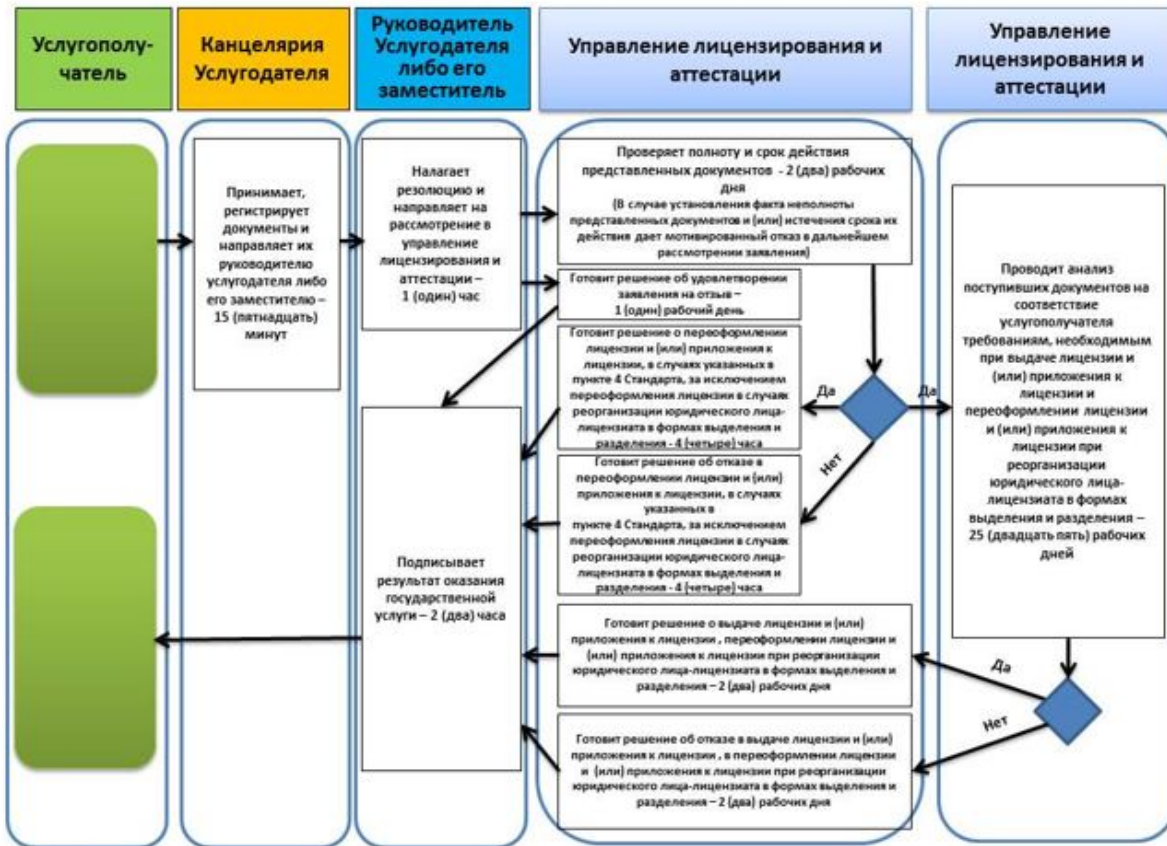 Услугополу-
чатель
Канцелярия
Услугодателя
Руководитель
Услугодателя
либо его
заместитель
Управление лицензирования и
аттестации
Управление
лицензирования и
аттестации
Принимает,
регистрирует
документы и
направляет их
руководителю
услугодателя либо
его заместителю –
15 (пятнадцать)
минут
Налагает
резолюцию и
направляет на
рассмотрение в
управление
лицензирования и
аттестации –
1 (один) час
Подписывает
результат оказания
государственной
услуги – 2 (два) часа
Проверяет полноту и срок действия
представленных документов - 2 (два) рабочих
дня
(В случае установления факта неполноты
представленных документов и (или) истечения срока их
действия дает мотивированный отказ в дальнейшем
рассмотрении заявления)
Готовит решение об удовлетворении
заявления на отзыв –
1 (один) рабочий день
Готовит решение о переоформлении
лицензии и (или) приложения к
лицензии, в случаях указанных в
пункте 4 Стандарта, за исключением
переоформления лицензии в случаях
реорганизации юридического лица-
лицензиата в формах выделения и
разделения - 4 (четыре) часа
Да
Да
Нет
Готовит решение об отказе в
переоформлении лицензии и (или)
приложения к лицензии, в случаях
указанных в
пункте 4 Стандарта, за исключением
переоформления лицензии в случаях
реорганизации юридического лица-
лицензиата в формах выделения и
разделения - 4 (четыре) часа
Готовит решение о выдаче лицензии и (или)
приложения к лицензии , переоформлении лицензии и
(или) приложения к лицензии при реорганизации
юридического лица-лицензиата в формах выделения и
разделения – 2 (два) рабочих дня
Готовит решение об отказе в выдаче лицензии и (или)
приложения к лицензии , в переоформлении лицензии
и (или) приложения к лицензии при реорганизации
юридического лица-лицензиата в формах выделения и
разделения – 2 (два) рабочих дня
Проводит анализ
поступивших документов на
соответствие
услугополучателя
требованиям, необходимым
при выдаче лицензии и
(или) приложения к
лицензии и
переоформлении лицензии
и (или) приложения к
лицензии при
реорганизации
юридического лица-
лицензиата в формах
выделения и разделения –
25 (двадцать пять) рабочих
дней
Да
Нет